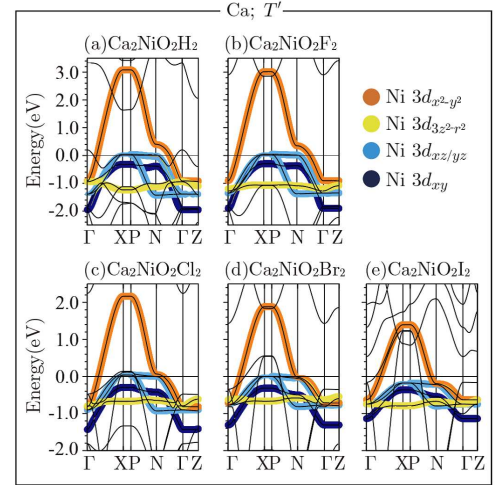 Ca; T′
(a)Ca₂NiO₂H₂ (b)Ca₂NiO₂F₂
Energy(eV)
3.0
2.0
1.0
0.0
-1.0
-2.0
Γ XP N ΓZ Γ XP N ΓZ
Ni 3dx²-y²
Ni 3d3z²-r²
Ni 3dxz/yz
Ni 3dxy
(c)Ca₂NiO₂Cl₂ (d)Ca₂NiO₂Br₂ (e)Ca₂NiO₂I₂
Energy(eV)
2.0
1.0
0.0
-1.0
-2.0
Γ XP N ΓZ Γ XP N ΓZ Γ XP N ΓZ